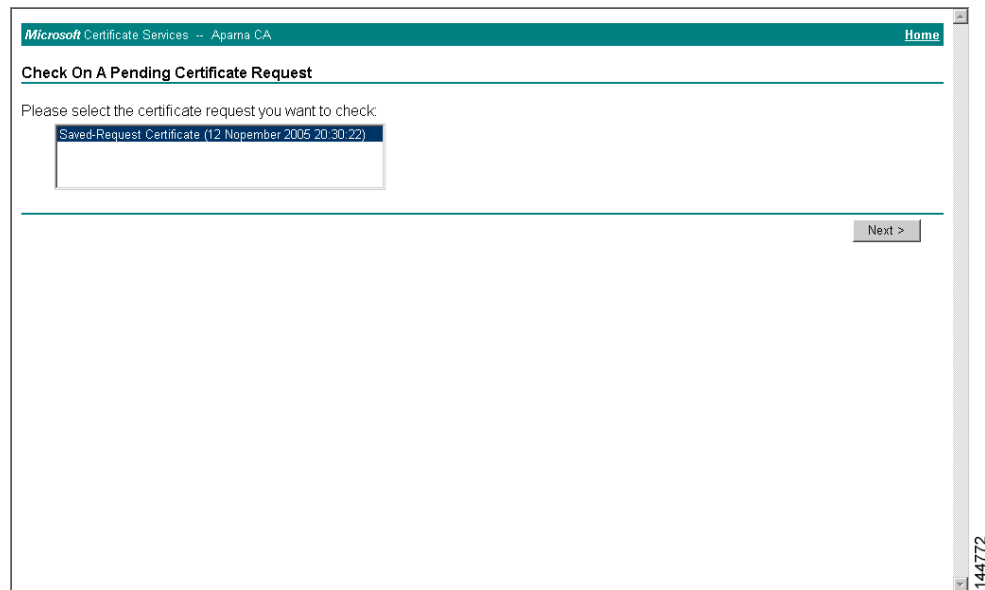 Microsoft Certificate Services -- Aparna CA Home
Check On A Pending Certificate Request
Please select the certificate request you want to check:
Saved-Request Certificate (12 Nopember 2005 20:30:22)
Next >
144772